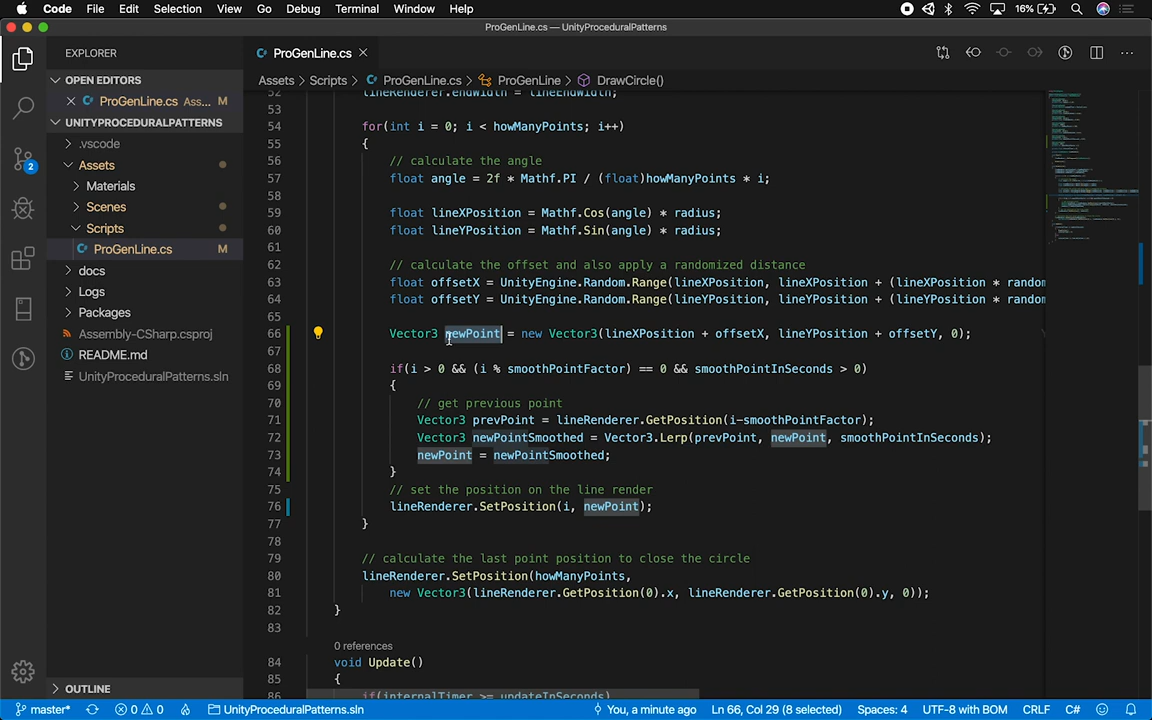 Code File Edit Selection View Go Debug Terminal Window Help 16%
ProGenLine.cs — UnityProceduralPatterns
EXPLORER
OPEN EDITORS
ProGenLine.cs Ass... M
UNITYPROCEDURALPATTERNS
.vscode
Assets
Materials
Scenes
Scripts
ProGenLine.cs M
docs
Logs
Packages
Assembly-CSharp.csproj
README.md
UnityProceduralPatterns.sln
OUTLINE
2
ProGenLine.cs
Assets > Scripts > ProGenLine.cs > ProGenLine > DrawCircle()
52 lineRenderer.endWidth = lineEndWidth;
53
54 for(int i = 0; i < howManyPoints; i++)
55 {
56 // calculate the angle
57 float angle = 2f * Mathf.PI / (float)howManyPoints * i;
58
59 float lineXPosition = Mathf.Cos(angle) * radius;
60 float lineYPosition = Mathf.Sin(angle) * radius;
61
62 // calculate the offset and also apply a randomized distance
63 float offsetX = UnityEngine.Random.Range(lineXPosition, lineXPosition + (lineXPosition * random
64 float offsetY = UnityEngine.Random.Range(lineYPosition, lineYPosition + (lineYPosition * random
65
66 Vector3 newPoint = new Vector3(lineXPosition + offsetX, lineYPosition + offsetY, 0);
67
68 if(i > 0 && (i % smoothPointFactor) == 0 && smoothPointInSeconds > 0)
69 {
70 // get previous point
71 Vector3 prevPoint = lineRenderer.GetPosition(i-smoothPointFactor);
72 Vector3 newPointSmoothed = Vector3.Lerp(prevPoint, newPoint, smoothPointInSeconds);
73 newPoint = newPointSmoothed;
74 }
75 // set the position on the line render
76 lineRenderer.SetPosition(i, newPoint);
77 }
78
79 // calculate the last point position to close the circle
80 lineRenderer.SetPosition(howManyPoints,
81 new Vector3(lineRenderer.GetPosition(0).x, lineRenderer.GetPosition(0).y, 0));
82 }
83
0 references
84 void Update()
85 {
86 if(internalTimer >= updateInSeconds)
master* 0 0 UnityProceduralPatterns.sln You, a minute ago Ln 66, Col 29 (8 selected) Spaces: 4 UTF-8 with BOM CRLF C#